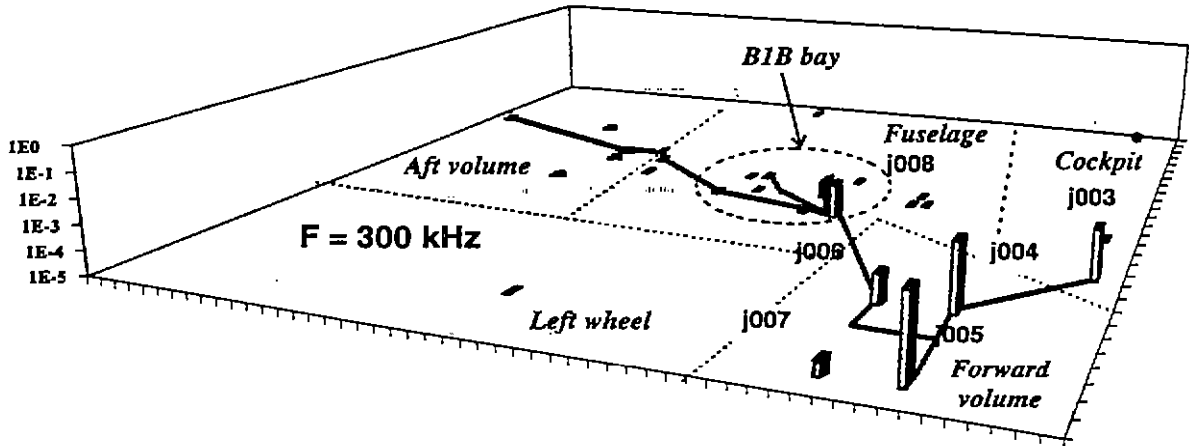 B1B bay
Fuselage
j008
Cockpit
j003
Aft volume
1E0
1E-1
1E-2
1E-3
1E-4
1E-5
F = 300 kHz
j006
j004
Left wheel
j007
j005
Forward
volume